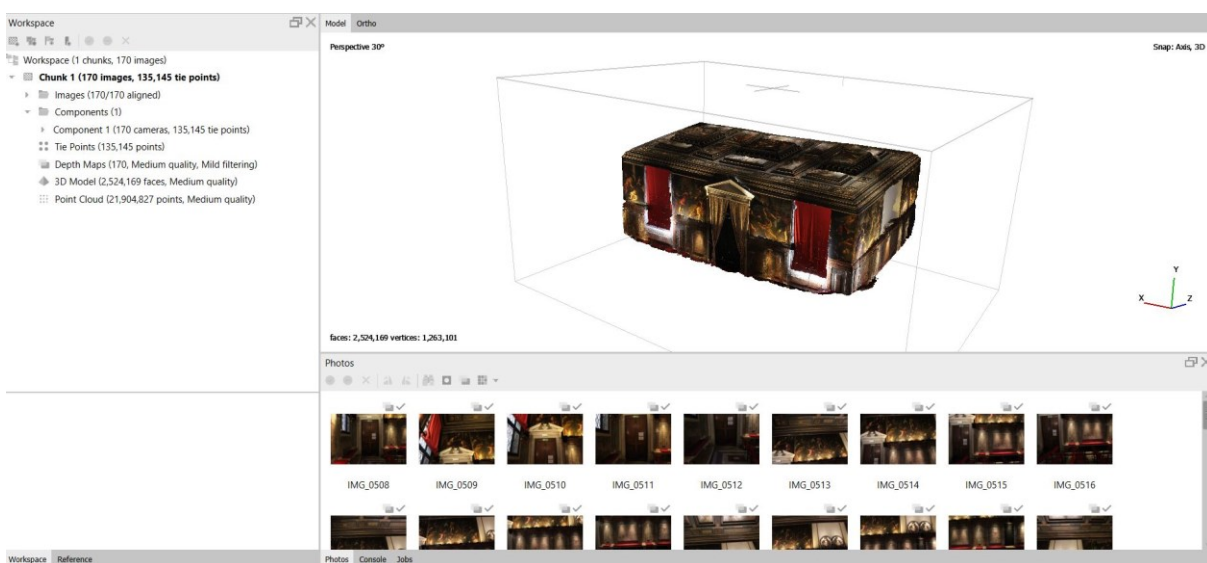 Workspace
Workspace (1 chunks, 170 images)
Chunk 1 (170 images, 135,145 tie points)
Images (170/170 aligned)
Components (1)
Component 1 (170 cameras, 135,145 tie points)
Tie Points (135,145 points)
Depth Maps (170, Medium quality, Mild filtering)
3D Model (2,524,169 faces, Medium quality)
Point Cloud (21,904,827 points, Medium quality)
Workspace Reference
Model Ortho
Perspective 30° Snap: Axis, 3D
Y
X Z
faces: 2,524,169 vertices: 1,263,101
Photos
IMG_0508 IMG_0509 IMG_0510 IMG_0511 IMG_0512 IMG_0513 IMG_0514 IMG_0515 IMG_0516
Photos Console Jobs